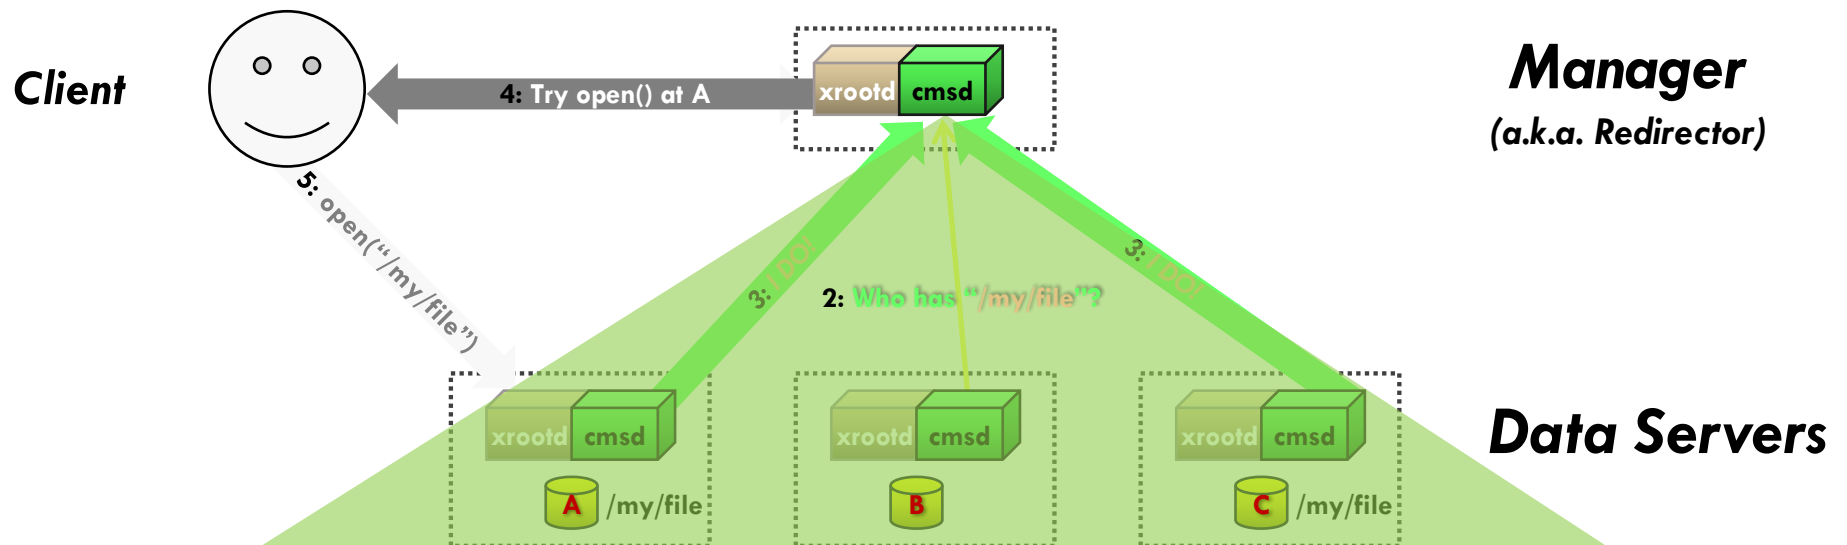 Client
4: Try open() at A
xrootd
cmsd
Manager
(a.k.a. Redirector)
5: open(“/my/file”)
3: I DO!
2: Who has “/my/file”?
3: I DO!
xrootd
cmsd
A
/my/file
xrootd
cmsd
B
xrootd
cmsd
C
/my/file
Data Servers